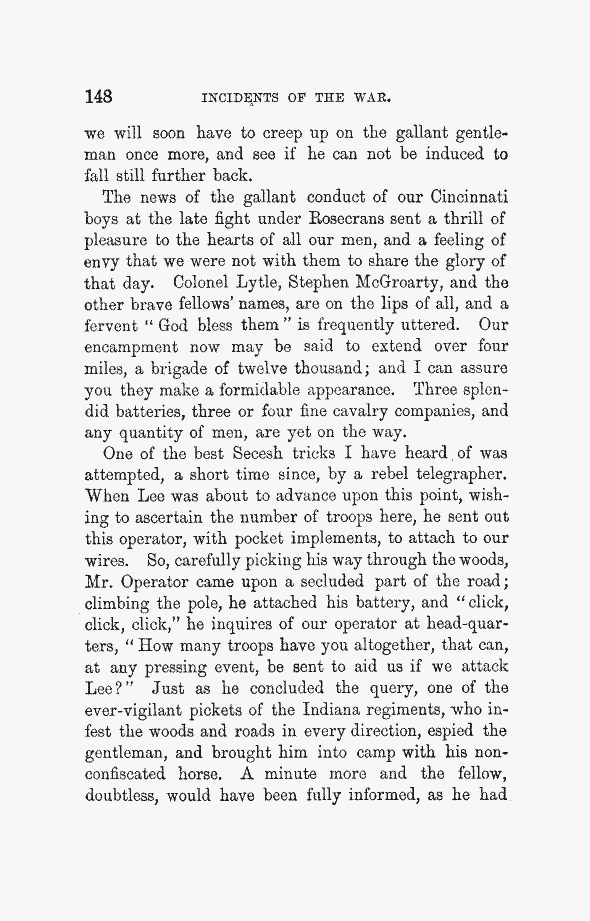 148 INCIDENTS OF THE WAR.
we will soon have to creep up on the gallant gentle-
man once more, and see if he can not be induced to
fall still further back.
The news of the gallant conduct of our Cincinnati
boys at the late fight under Rosecrans sent a thrill of
pleasure to the hearts of all our men, and a feeling of
envy that we were not with them to share the glory of
that day. Colonel Lytle, Stephen McGroarty, and the
other brave fellows' names, are on the lips of all, and a
fervent " God bless them " is frequently uttered. Our
encampment now may be said to extend over four
miles, a brigade of twelve thousand; and I can assure
you they make a formidable appearance. Three splen-
did batteries, three or four fine cavalry companies, and
any quantity of men, are yet on the way.
One of the best Secesh tricks I have heard of was
attempted, a short time since, by a rebel telegrapher.
When Lee was about to advance upon this point, wish-
ing to ascertain the number of troops here, he sent out
this operator, with pocket implements, to attach to our
wires. So, carefully picking his way through the woods,
Mr. Operator came upon a secluded part of the road;
climbing the pole, he attached his battery, and "click,
click, click," he inquires of our operator at head-quar-
ters, " How many troops have you altogether, that can,
at any pressing event, be sent to aid us if we attack
Lee?" Just as he concluded the query, one of the
ever-vigilant pickets of the Indiana regiments, who in-
fest the woods and roads in every direction, espied the
gentleman, and brought him into camp with his non-
confiscated horse. A minute more and the fellow,
doubtless, would have been fully informed, as he had